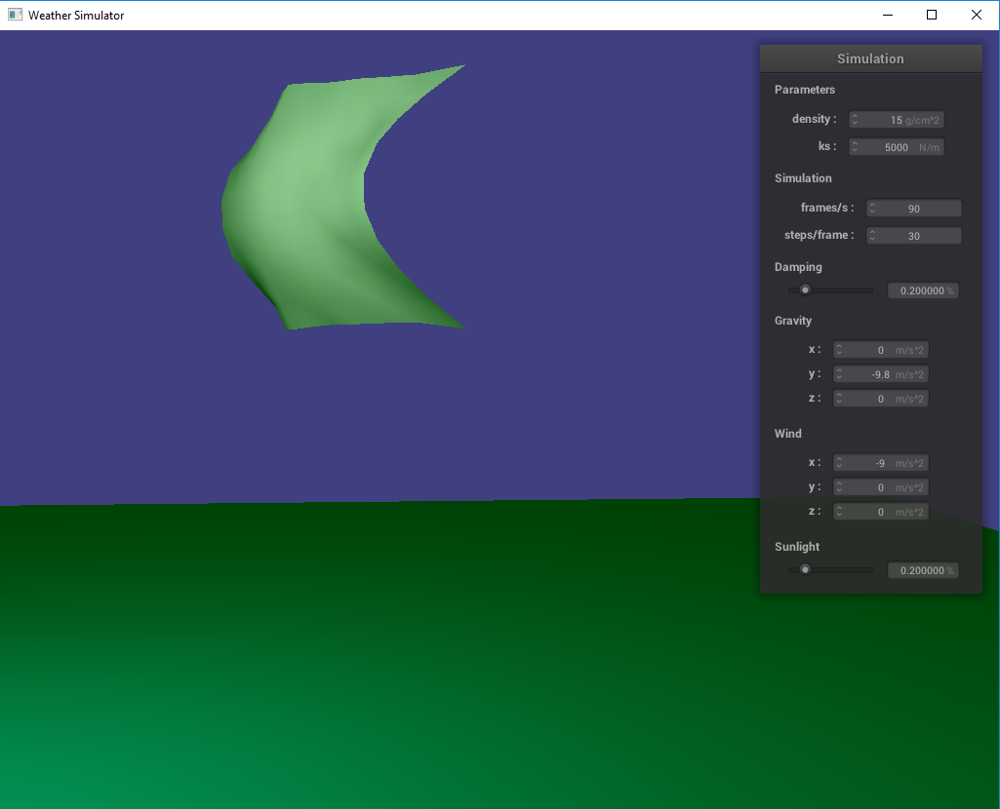 Weather Simulator
Simulation
Parameters
density : 15 g/cm^2
ks : 5000 N/m
Simulation
frames/s : 90
steps/frame : 30
Damping
0.200000 %
Gravity
x : 0 m/s^2
y : -9.8 m/s^2
z : 0 m/s^2
Wind
x : -9 m/s^2
y : 0 m/s^2
z : 0 m/s^2
Sunlight
0.200000 %